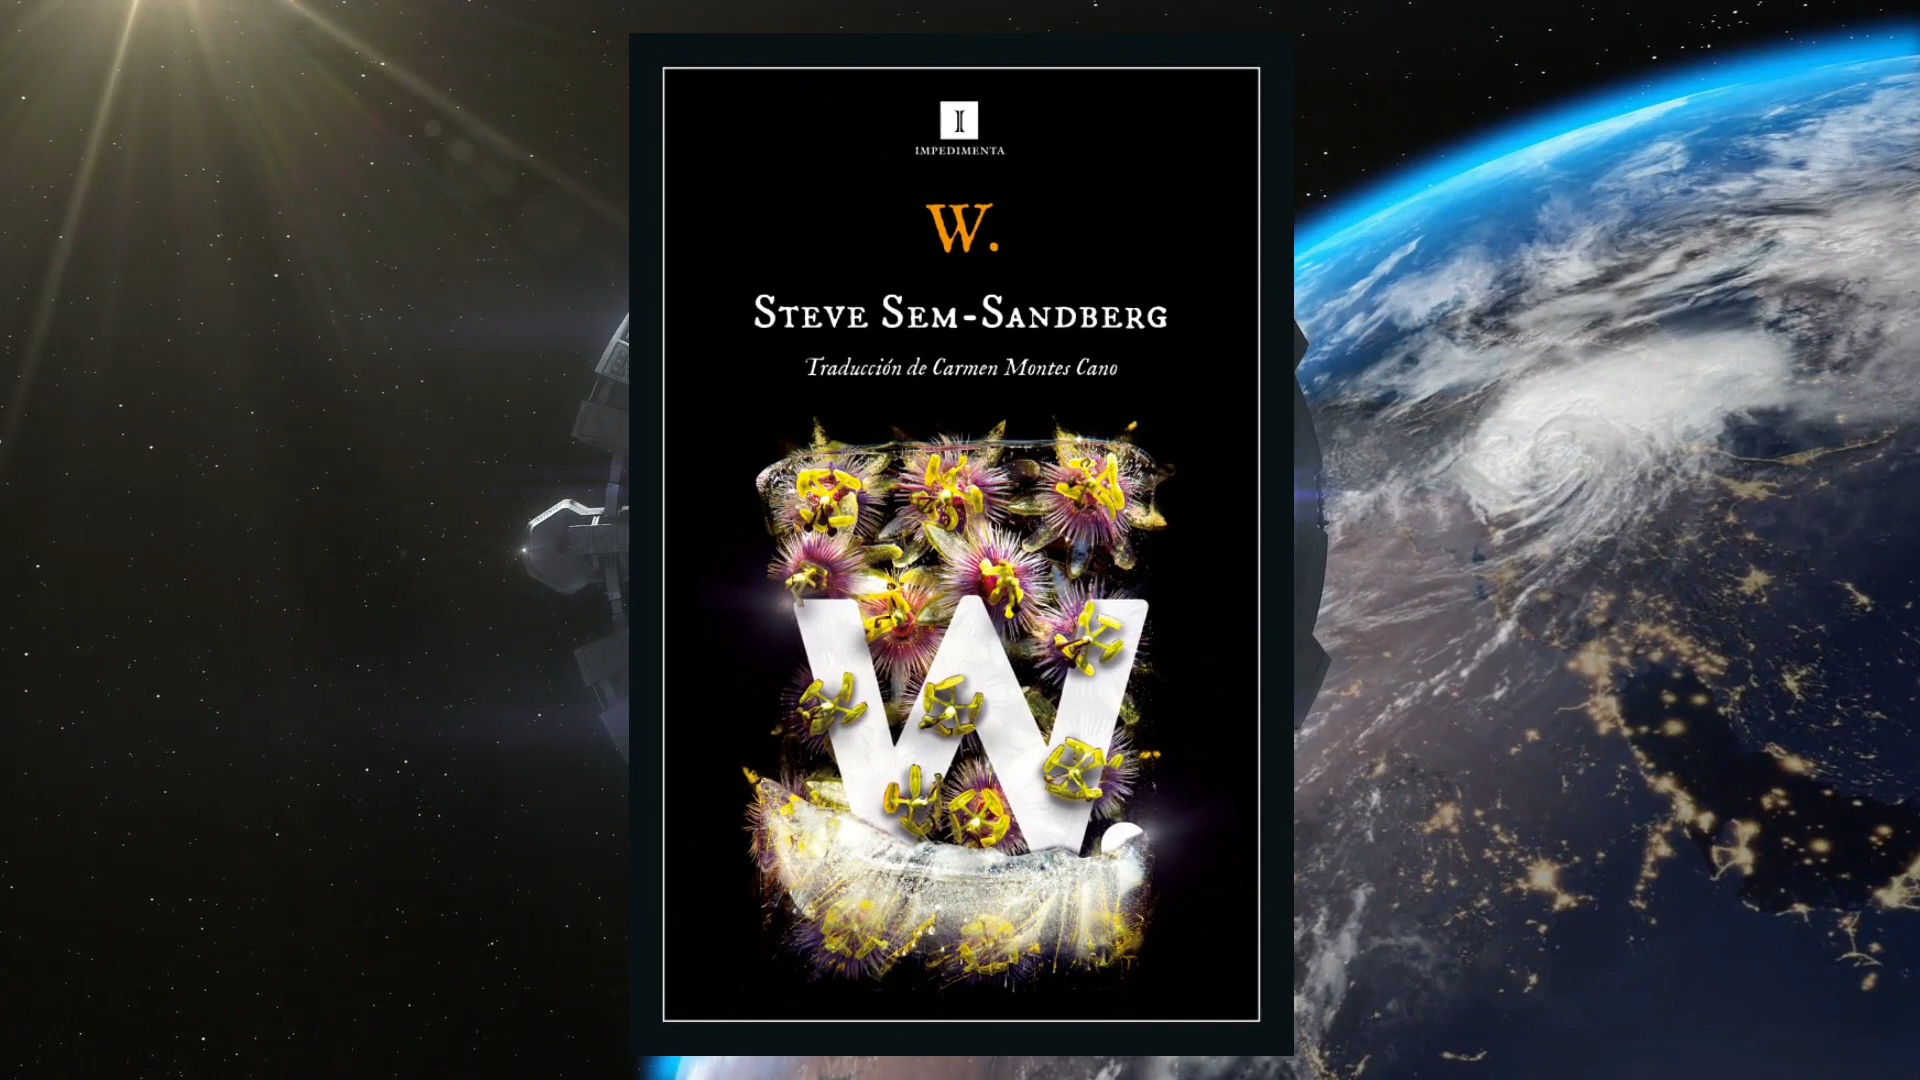 I
IMPEDIMENTA
W.
STEVE SEM-SANDBERG
Traducción de Carmen Montes Cano
W.